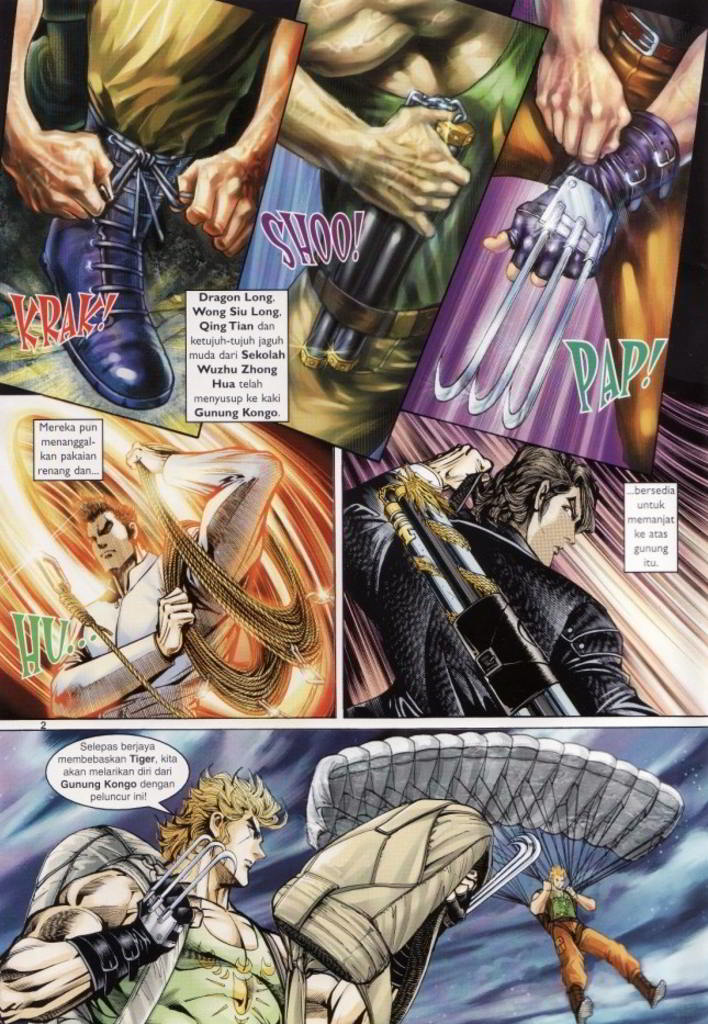 KRAK!
SHOO!
PAP!
Dragon Long,
Wong Siu Long,
Qing Tian dan
ketujuh-tujuh jaguh
muda dari Sekolah
Wuzhu Zhong
Hua telah
menyusup ke kaki
Gunung Kongo.
Mereka pun
menanggal-
kan pakaian
renang dan...
HU...
...bersedia
untuk
memanjat
ke atas
gunung
itu.
2
Selepas berjaya
membebaskan Tiger, kita
akan melarikan diri dari
Gunung Kongo dengan
peluncur ini!